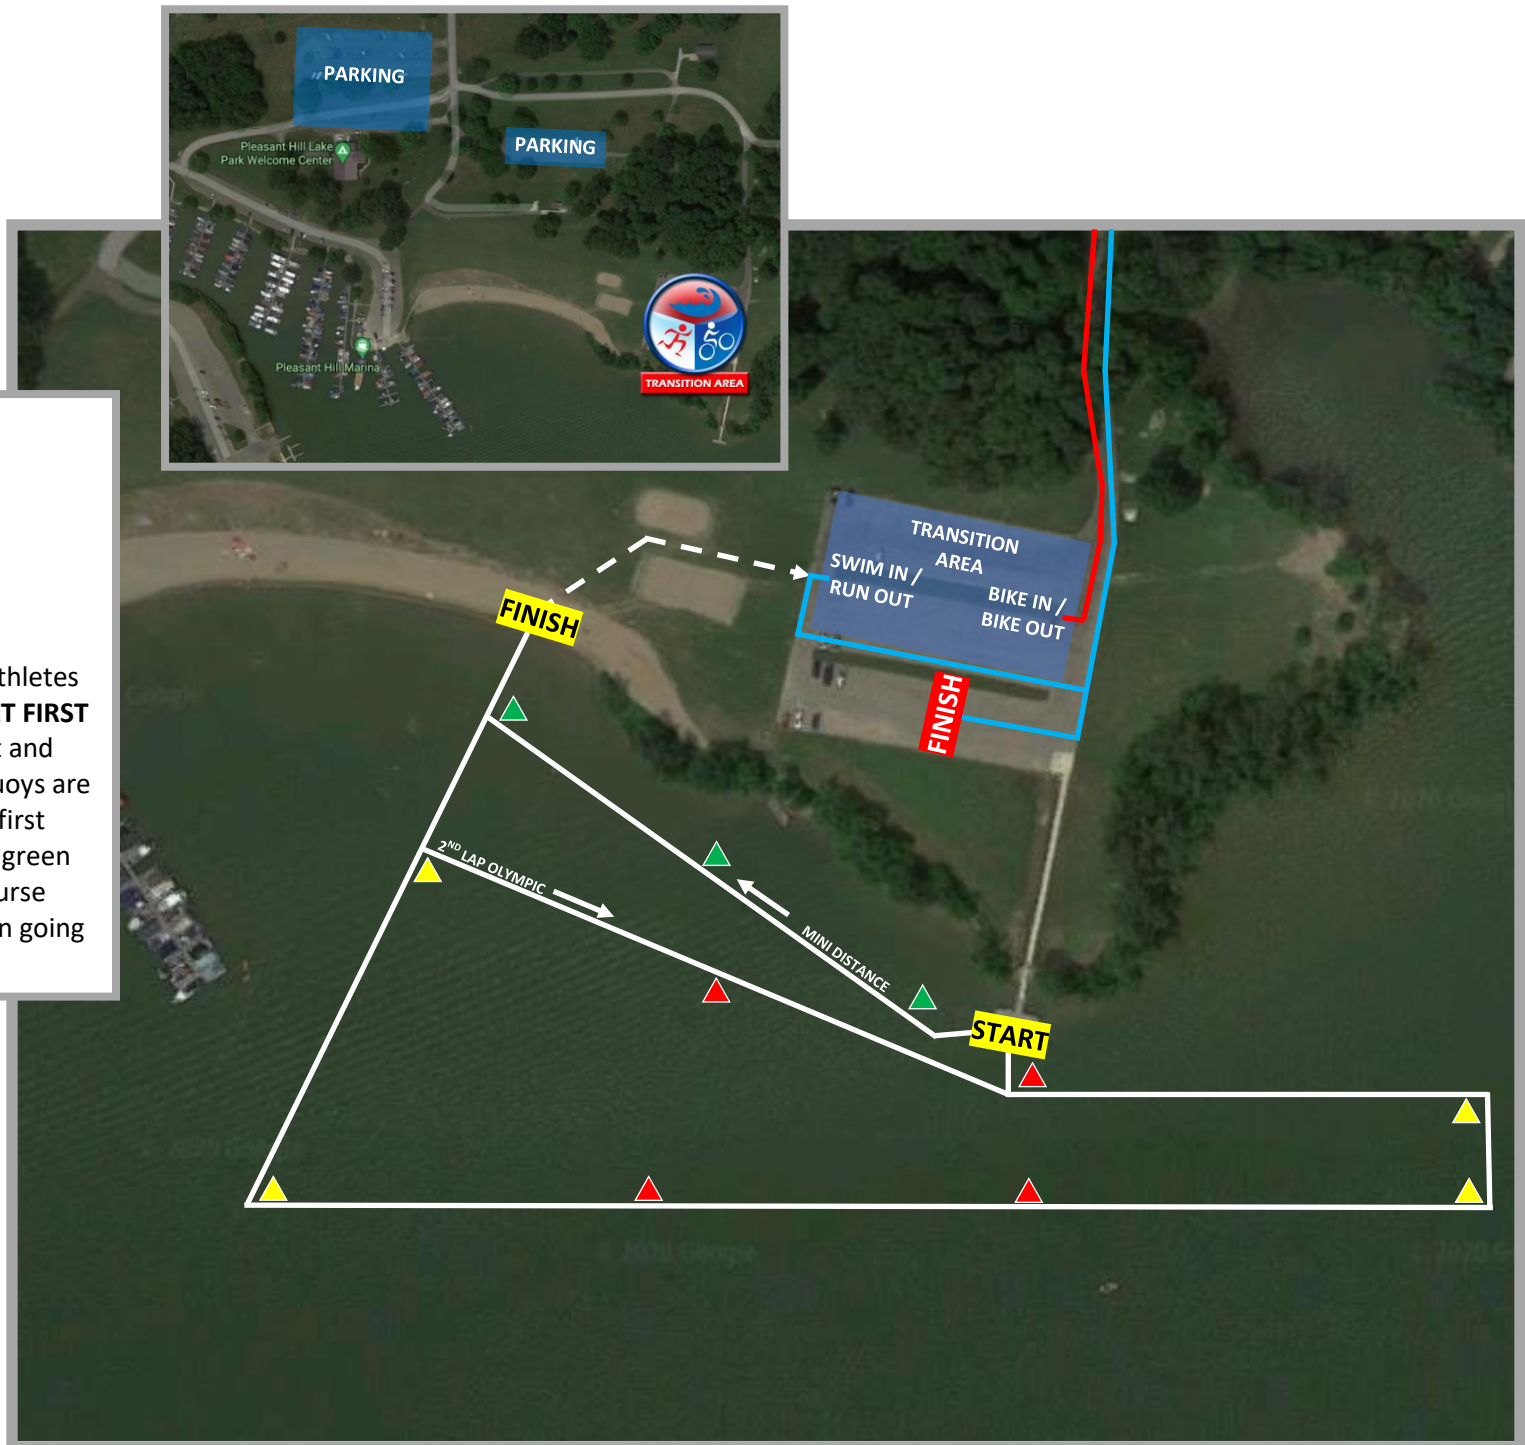 PARKING
PARKING
Pleasant Hill Lake
Park Welcome Center
Pleasant Hill Marina
TRANSITION AREA
TRANSITION
AREA
SWIM IN /
RUN OUT
BIKE IN /
BIKE OUT
FINISH
FINISH
thletes
T FIRST
and
uoys are
first
green
urse
n going
2ND LAP OLYMPIC
MINI DISTANCE
START
© 2020 Google